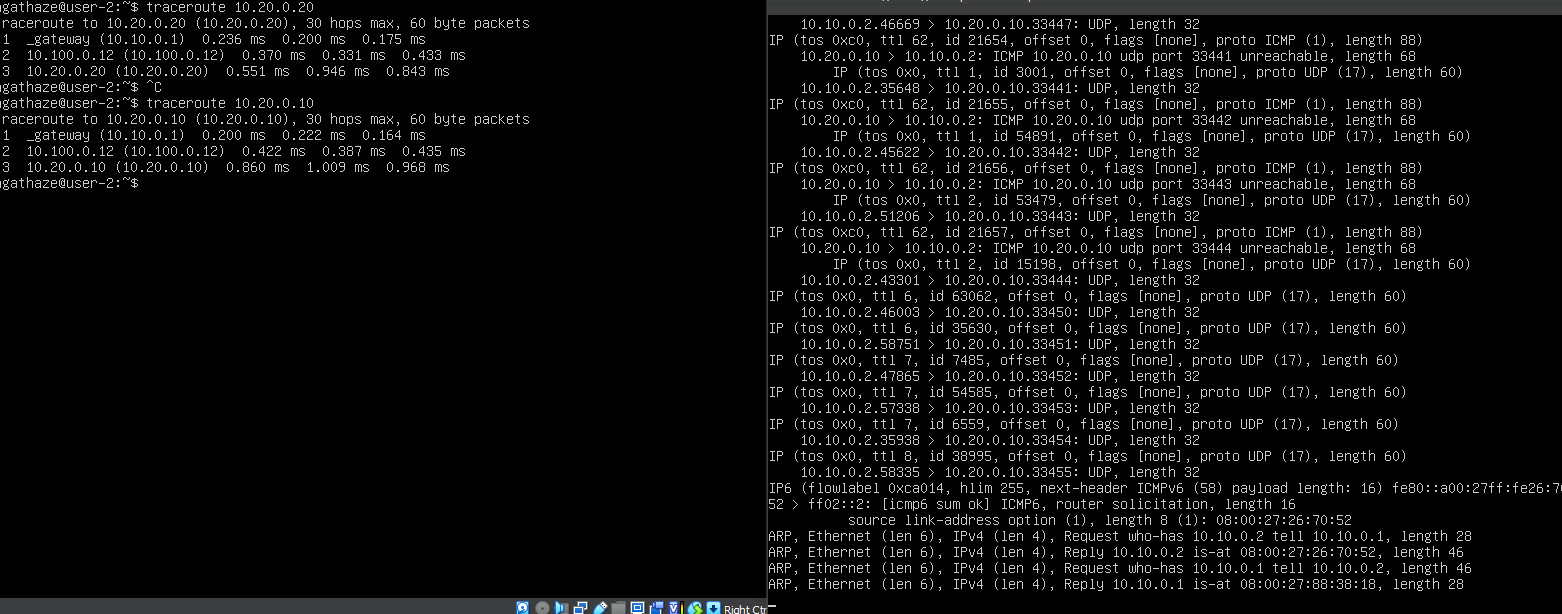 agathaze@user-2:~$ traceroute 10.20.0.20
raceroute to 10.20.0.20 (10.20.0.20), 30 hops max, 60 byte packets
1  _gateway (10.10.0.1)  0.236 ms  0.200 ms  0.175 ms
2  10.100.0.12 (10.100.0.12)  0.370 ms  0.331 ms  0.433 ms
3  10.20.0.20 (10.20.0.20)  0.551 ms  0.946 ms  0.843 ms
agathaze@user-2:~$ ^C
agathaze@user-2:~$ traceroute 10.20.0.10
raceroute to 10.20.0.10 (10.20.0.10), 30 hops max, 60 byte packets
1  _gateway (10.10.0.1)  0.200 ms  0.222 ms  0.164 ms
2  10.100.0.12 (10.100.0.12)  0.422 ms  0.387 ms  0.435 ms
3  10.20.0.10 (10.20.0.10)  0.860 ms  1.009 ms  0.968 ms
agathaze@user-2:~$
10.10.0.2.46669 > 10.20.0.10.33447: UDP, length 32
IP (tos 0xc0, ttl 62, id 21654, offset 0, flags [none], proto ICMP (1), length 88)
10.20.0.10 > 10.10.0.2: ICMP 10.20.0.10 udp port 33441 unreachable, length 68
IP (tos 0x0, ttl 1, id 3001, offset 0, flags [none], proto UDP (17), length 60)
10.10.0.2.35648 > 10.20.0.10.33441: UDP, length 32
IP (tos 0xc0, ttl 62, id 21655, offset 0, flags [none], proto ICMP (1), length 88)
10.20.0.10 > 10.10.0.2: ICMP 10.20.0.10 udp port 33442 unreachable, length 68
IP (tos 0x0, ttl 1, id 54891, offset 0, flags [none], proto UDP (17), length 60)
10.10.0.2.45622 > 10.20.0.10.33442: UDP, length 32
IP (tos 0xc0, ttl 62, id 21656, offset 0, flags [none], proto ICMP (1), length 88)
10.20.0.10 > 10.10.0.2: ICMP 10.20.0.10 udp port 33443 unreachable, length 68
IP (tos 0x0, ttl 2, id 53479, offset 0, flags [none], proto UDP (17), length 60)
10.10.0.2.51206 > 10.20.0.10.33443: UDP, length 32
IP (tos 0xc0, ttl 62, id 21657, offset 0, flags [none], proto ICMP (1), length 88)
10.20.0.10 > 10.10.0.2: ICMP 10.20.0.10 udp port 33444 unreachable, length 68
IP (tos 0x0, ttl 2, id 15198, offset 0, flags [none], proto UDP (17), length 60)
10.10.0.2.43301 > 10.20.0.10.33444: UDP, length 32
IP (tos 0x0, ttl 6, id 63062, offset 0, flags [none], proto UDP (17), length 60)
10.10.0.2.46003 > 10.20.0.10.33450: UDP, length 32
IP (tos 0x0, ttl 6, id 35630, offset 0, flags [none], proto UDP (17), length 60)
10.10.0.2.58751 > 10.20.0.10.33451: UDP, length 32
IP (tos 0x0, ttl 7, id 7485, offset 0, flags [none], proto UDP (17), length 60)
10.10.0.2.47865 > 10.20.0.10.33452: UDP, length 32
IP (tos 0x0, ttl 7, id 54585, offset 0, flags [none], proto UDP (17), length 60)
10.10.0.2.57338 > 10.20.0.10.33453: UDP, length 32
IP (tos 0x0, ttl 7, id 6559, offset 0, flags [none], proto UDP (17), length 60)
10.10.0.2.35938 > 10.20.0.10.33454: UDP, length 32
IP (tos 0x0, ttl 8, id 38995, offset 0, flags [none], proto UDP (17), length 60)
10.10.0.2.58335 > 10.20.0.10.33455: UDP, length 32
IP6 (flowlabel 0xca014, hlim 255, next-header ICMPv6 (58) payload length: 16) fe80::a00:27ff:fe26:70
52 > ff02::2: [icmp6 sum ok] ICMP6, router solicitation, length 16
source link-address option (1), length 8 (1): 08:00:27:26:70:52
ARP, Ethernet (len 6), IPv4 (len 4), Request who-has 10.10.0.2 tell 10.10.0.1, length 28
ARP, Ethernet (len 6), IPv4 (len 4), Reply 10.10.0.2 is-at 08:00:27:26:70:52, length 46
ARP, Ethernet (len 6), IPv4 (len 4), Request who-has 10.10.0.1 tell 10.10.0.2, length 46
ARP, Ethernet (len 6), IPv4 (len 4), Reply 10.10.0.1 is-at 08:00:27:88:38:18, length 28
Right Ctr